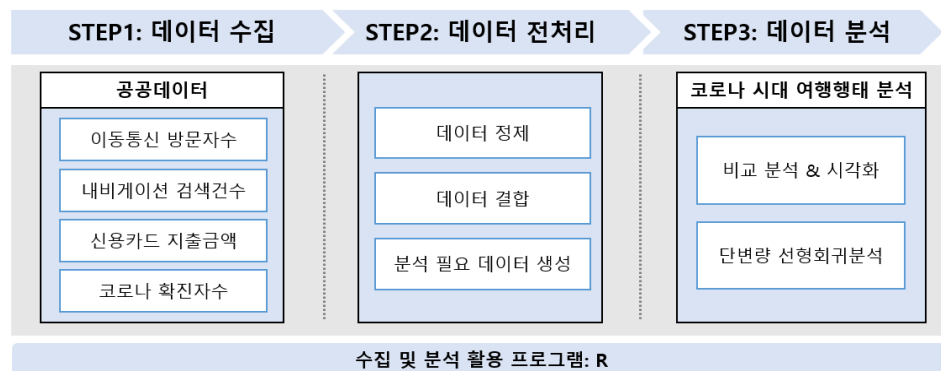 STEP1: 데이터 수집
STEP2: 데이터 전처리
STEP3: 데이터 분석
공공데이터
이동통신 방문자수
내비게이션 검색건수
신용카드 지출금액
코로나 확진자수
데이터 정제
데이터 결합
분석 필요 데이터 생성
코로나 시대 여행행태 분석
비교 분석 & 시각화
단변량 선형회귀분석
수집 및 분석 활용 프로그램: R